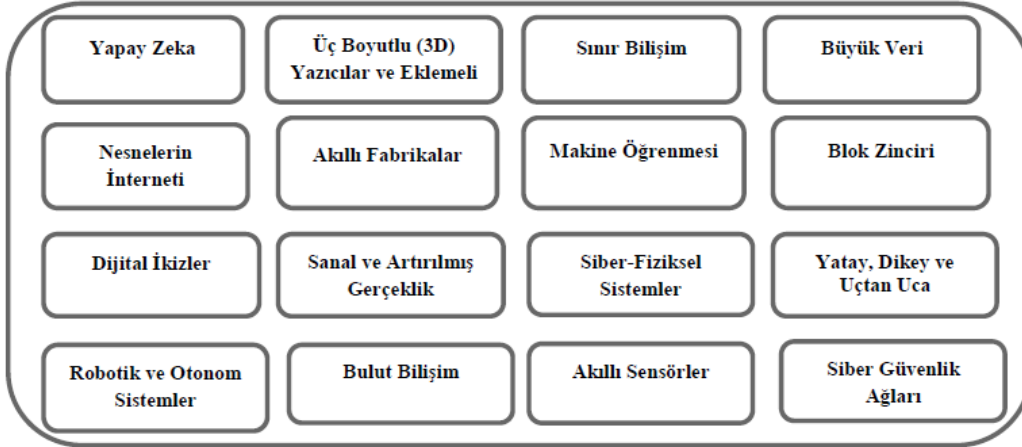 Yapay Zeka
Üç Boyutlu (3D)
Yazıcılar ve Eklemeli
Sınır Bilişim
Büyük Veri
Nesnelerin
İnterneti
Akıllı Fabrikalar
Makine Öğrenmesi
Blok Zinciri
Dijital İkizler
Sanal ve Artırılmış
Gerçeklik
Siber-Fiziksel
Sistemler
Yatay, Dikey ve
Uçtan Uca
Robotik ve Otonom
Sistemler
Bulut Bilişim
Akıllı Sensörler
Siber Güvenlik
Ağları